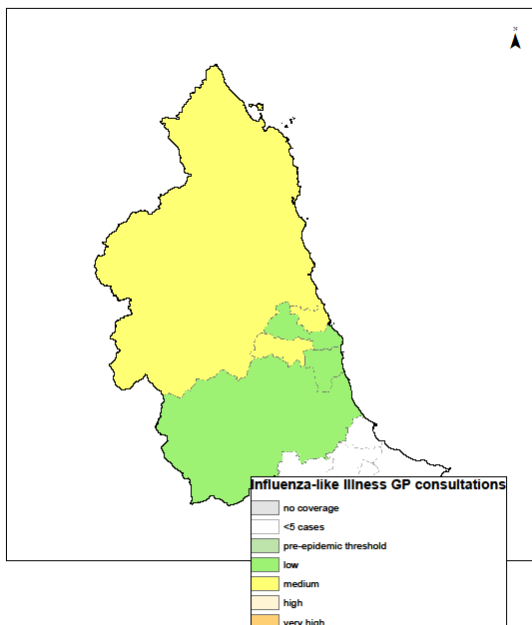 N
Influenza-like Illness GP consultations
no coverage
<5 cases
pre-epidemic threshold
low
medium
high
very high